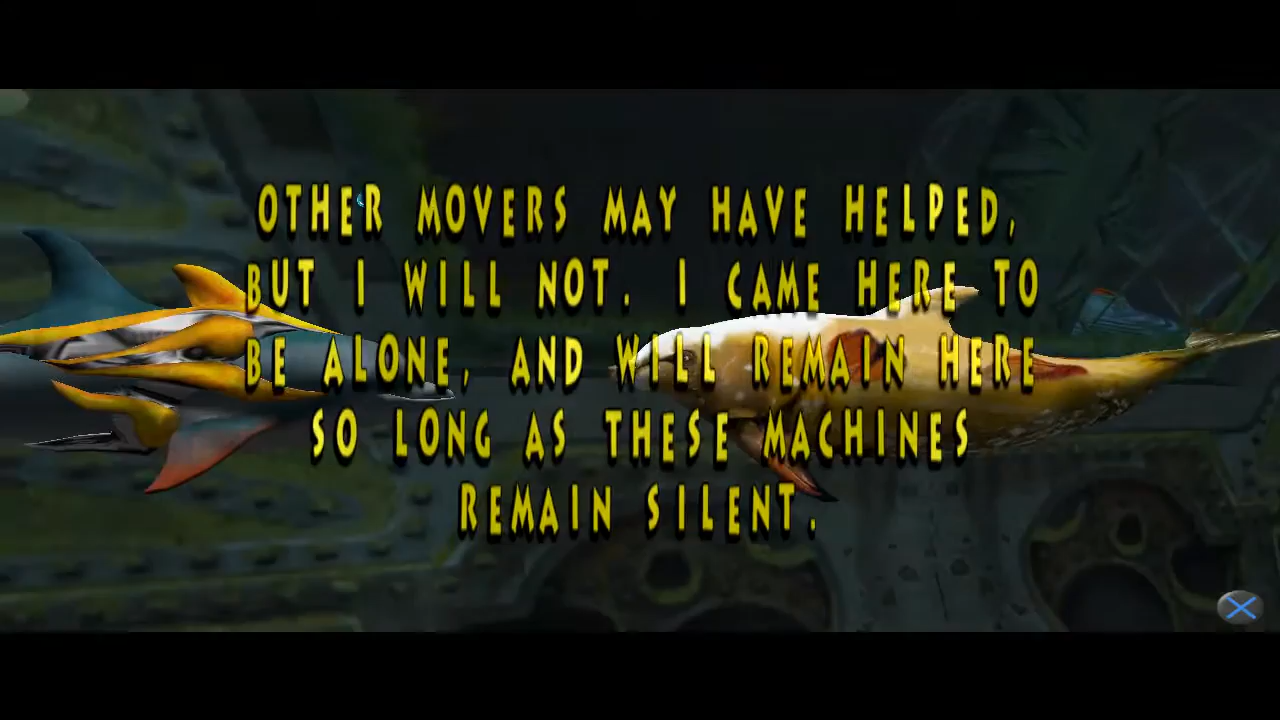 OTHER MOVERS MAY HAVE HELPED,
BUT I WILL NOT. I CAME HERE TO
BE ALONE, AND WILL REMAIN HERE
SO LONG AS THESE MACHINES
REMAIN SILENT.